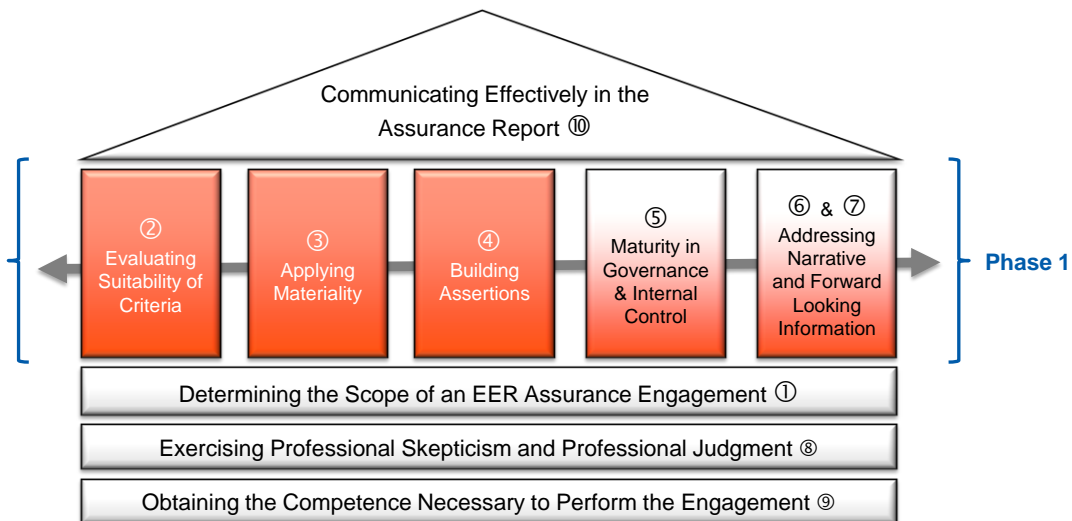 Communicating Effectively in the
Assurance Report ⑩
②
Evaluating
Suitability of
Criteria
③
Applying
Materiality
④
Building
Assertions
⑤
Maturity in
Governance
& Internal
Control
⑥ & ⑦
Addressing
Narrative
and Forward
Looking
Information
Phase 1
Determining the Scope of an EER Assurance Engagement ①
Exercising Professional Skepticism and Professional Judgment ⑧
Obtaining the Competence Necessary to Perform the Engagement ⑨